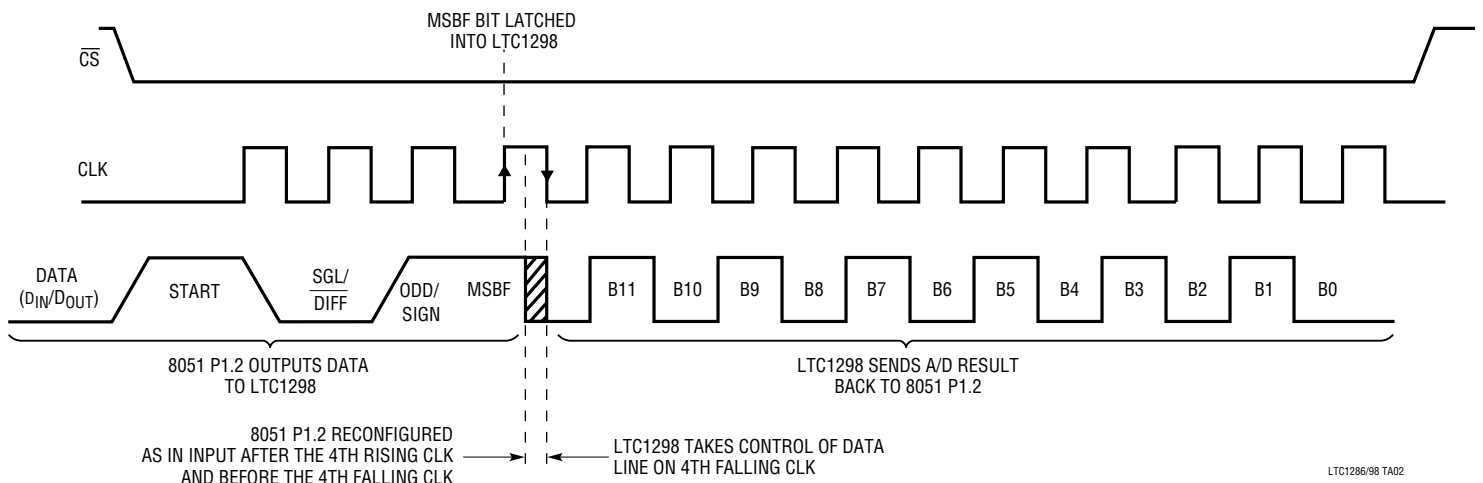 MSBF BIT LATCHED
INTO LTC1298
CS
CLK
DATA
(DIN/DOUT)
START
SGL/
DIFF
ODD/
SIGN
MSBF
B11
B10
B9
B8
B7
B6
B5
B4
B3
B2
B1
B0
8051 P1.2 OUTPUTS DATA
TO LTC1298
LTC1298 SENDS A/D RESULT
BACK TO 8051 P1.2
8051 P1.2 RECONFIGURED
AS IN INPUT AFTER THE 4TH RISING CLK
AND BEFORE THE 4TH FALLING CLK
LTC1298 TAKES CONTROL OF DATA
LINE ON 4TH FALLING CLK
LTC1286/98 TA02